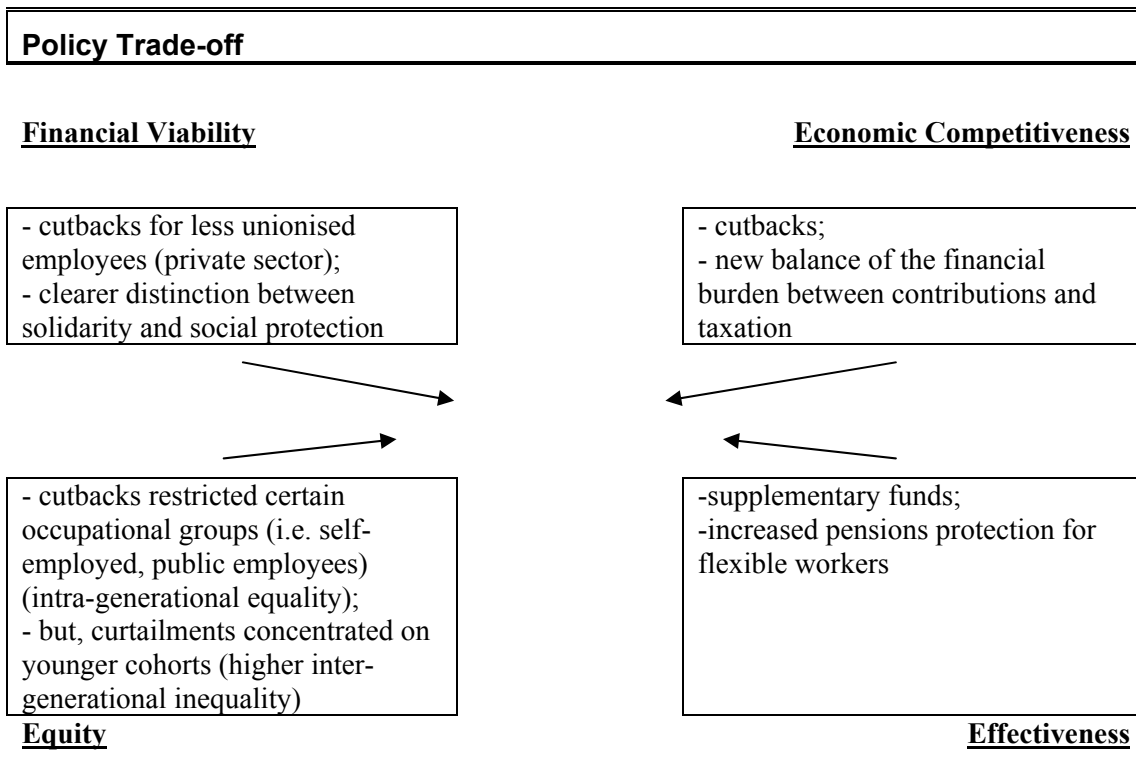 Policy Trade-off
Financial Viability
Economic Competitiveness
- cutbacks for less unionised
employees (private sector);
- clearer distinction between
solidarity and social protection
- cutbacks;
- new balance of the financial
burden between contributions and
taxation
- cutbacks restricted certain
occupational groups (i.e. self-
employed, public employees)
(intra-generational equality);
- but, curtailments concentrated on
younger cohorts (higher inter-
generational inequality)
-supplementary funds;
-increased pensions protection for
flexible workers
Equity
Effectiveness